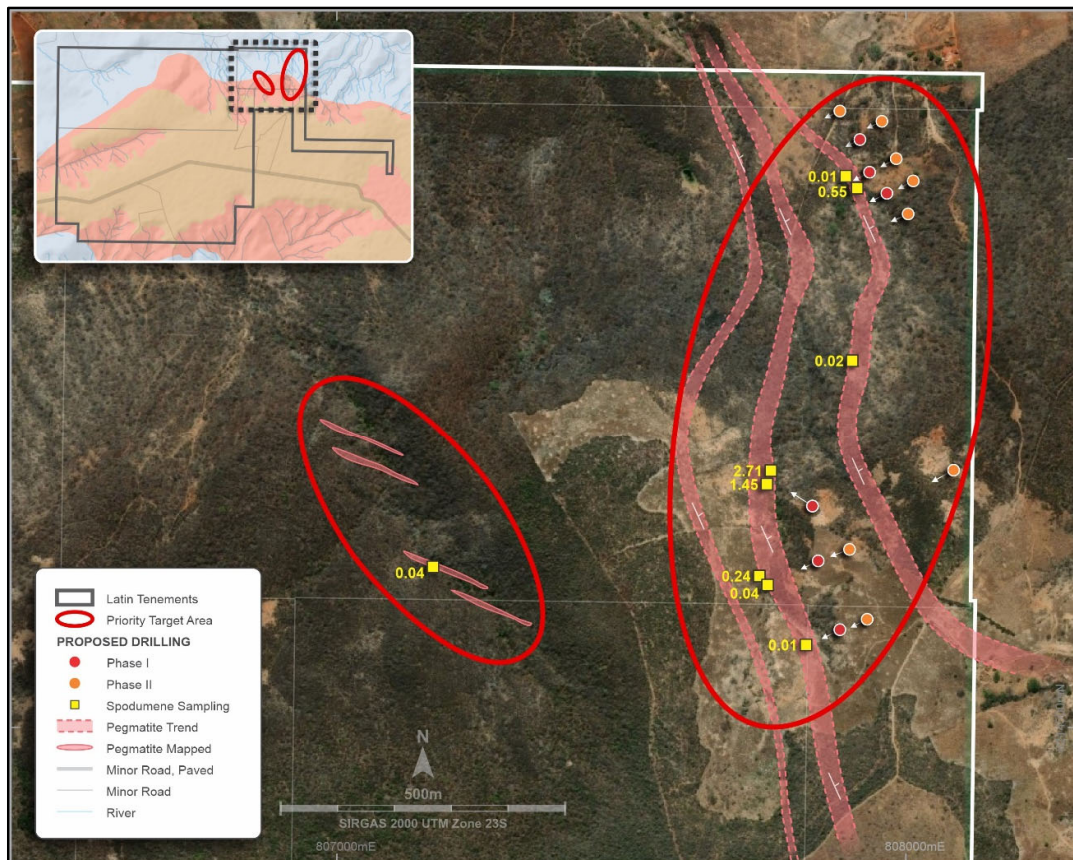 0.01
0.55
0.02
2.71
1.45
0.24
0.04
0.01
0.04
Latin Tenements
Priority Target Area
PROPOSED DRILLING
Phase I
Phase II
Spodumene Sampling
Pegmatite Trend
Pegmatite Mapped
Minor Road, Paved
Minor Road
River
N
500m
SIRGAS 2000 UTM Zone 23S
807000mE
808000mE